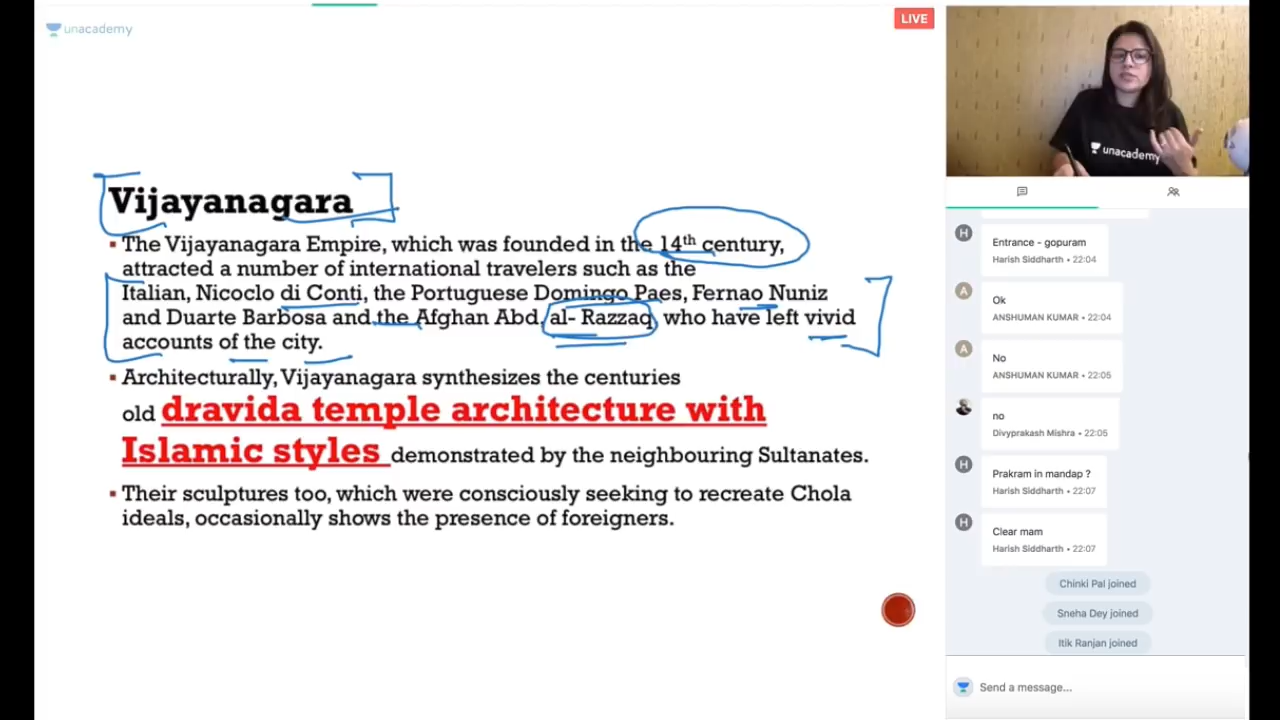 unacademy
LIVE
Vijayanagara
The Vijayanagara Empire, which was founded in the 14th century,
attracted a number of international travelers such as the
Italian, Nicoclo di Conti, the Portuguese Domingo Paes, Fernao Nuniz
and Duarte Barbosa and the Afghan Abd, al- Razzaq, who have left vivid
accounts of the city.
Architecturally, Vijayanagara synthesizes the centuries
old dravida temple architecture with
Islamic styles demonstrated by the neighbouring Sultanates.
Their sculptures too, which were consciously seeking to recreate Chola
ideals, occasionally shows the presence of foreigners.
unacademy
H
Entrance - gopuram
Harish Siddharth • 22:04
A
Ok
ANSHUMAN KUMAR • 22:04
A
No
ANSHUMAN KUMAR • 22:05
no
Divyprakash Mishra • 22:05
H
Prakram in mandap ?
Harish Siddharth • 22:07
H
Clear mam
Harish Siddharth • 22:07
Chinki Pal joined
Sneha Dey joined
Itik Ranjan joined
Send a message...